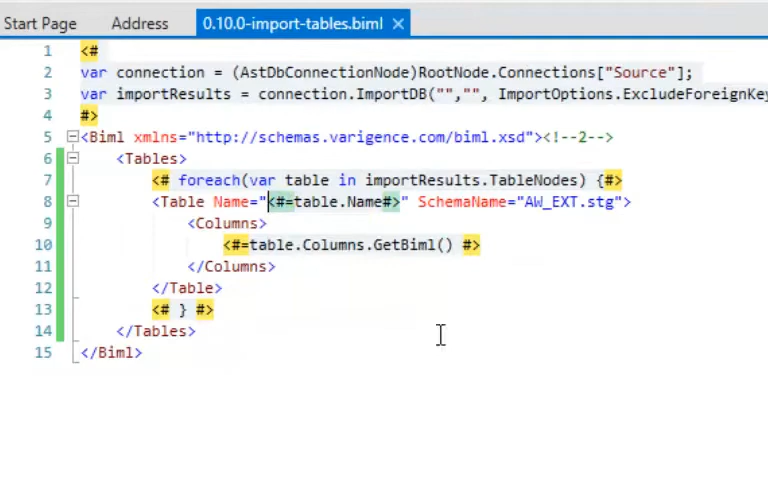 Start Page Address 0.10.0-import-tables.biml ✕
1 <#
2 var connection = (AstDbConnectionNode)RootNode.Connections["Source"];
3 var importResults = connection.ImportDB("","", ImportOptions.ExcludeForeignKey
4 #>
5 <Biml xmlns="http://schemas.varigence.com/biml.xsd"><!--2-->
6 <Tables>
7 <# foreach(var table in importResults.TableNodes) {#>
8 <Table Name="<#=table.Name#>" SchemaName="AW_EXT.stg">
9 <Columns>
10 <#=table.Columns.GetBiml() #>
11 </Columns>
12 </Table>
13 <# } #>
14 </Tables>
15 </Biml>